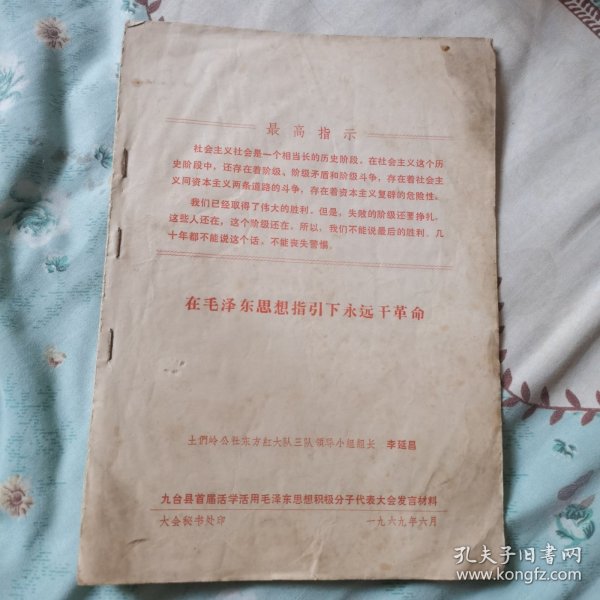 最高指示
社会主义社会是一个相当长的历史阶段。在社会主义这个历
史阶段中，还存在着阶级、阶级矛盾和阶级斗争，存在着社会主
义同资本主义两条道路的斗争，存在着资本主义复辟的危险性。
我们已经取得了伟大的胜利。但是，失败的阶级还要挣扎。
这些人还在，这个阶级还在。所以，我们不能说最后的胜利。几
十年都不能说这个话。不能丧失警惕。
在毛泽东思想指引下永远干革命
土们岭公社东方红大队三队领导小组组长 李延昌
九台县首届活学活用毛泽东思想积极分子代表大会发言材料
大会秘书处印 一九六九年六月
孔夫子旧书网
www.kongfz.com